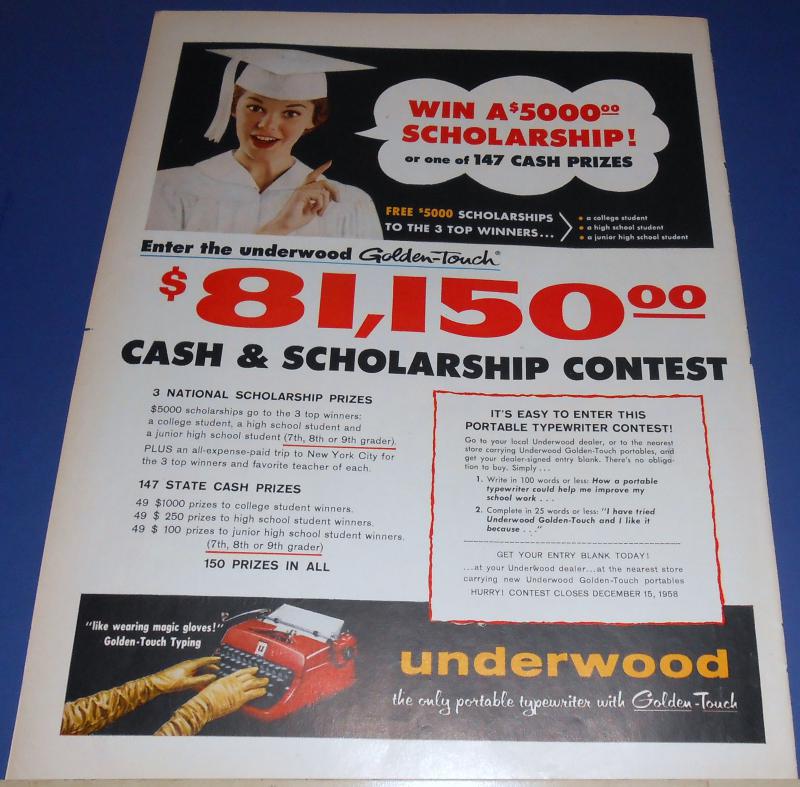 WIN A $5000.00
SCHOLARSHIP!
or one of 147 CASH PRIZES
FREE $5000 SCHOLARSHIPS
TO THE 3 TOP WINNERS...
• a college student
• a high school student
• a junior high school student
Enter the underwood Golden-Touch®
$81,150.00
CASH & SCHOLARSHIP CONTEST
3 NATIONAL SCHOLARSHIP PRIZES
$5000 scholarships go to the 3 top winners:
a college student, a high school student and
a junior high school student (7th, 8th or 9th grader).
PLUS an all-expense-paid trip to New York City for
the 3 top winners and favorite teacher of each.
147 STATE CASH PRIZES
49 $1000 prizes to college student winners.
49 $ 250 prizes to high school student winners.
49 $ 100 prizes to junior high school student winners.
(7th, 8th or 9th grader)
150 PRIZES IN ALL
IT'S EASY TO ENTER THIS
PORTABLE TYPEWRITER CONTEST!
Go to your local Underwood dealer, or to the nearest
store carrying Underwood Golden-Touch portables, and
get your dealer-signed entry blank. There's no obliga-
tion to buy. Simply ...
1. Write in 100 words or less: How a portable
typewriter could help me improve my
school work ...
2. Complete in 25 words or less: "I have tried
Underwood Golden-Touch and I like it
because ..."
GET YOUR ENTRY BLANK TODAY!
...at your Underwood dealer...at the nearest store
carrying new Underwood Golden-Touch portables
HURRY! CONTEST CLOSES DECEMBER 15, 1958
"like wearing magic gloves!"
Golden-Touch Typing
U
underwood
the only portable typewriter with Golden-Touch